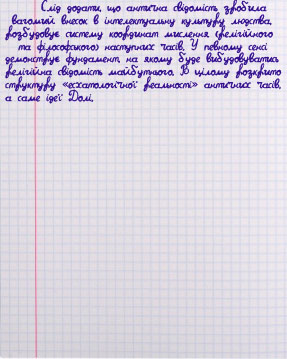 Слід додати, що антична свідомість зробила
вагомий внесок в інтелектуальну культуру людства,
розбудовує систему координат мислення (релігійного
та філософського) наступних часів. У певному сенсі
демонструє фундамент, на якому буде вибудовуватись
релігійна свідомість майбутнього. В цілому розкрито
структуру «есхатологічної реальності» античних часів,
а саме ідеї Долі,